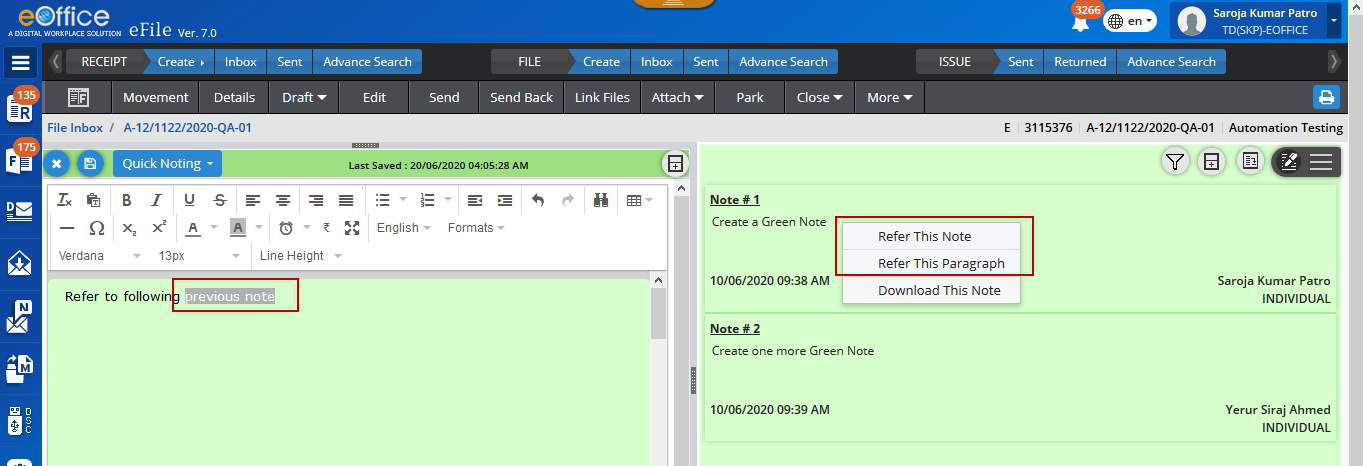 eOffice
A DIGITAL WORKPLACE SOLUTION
eFile Ver. 7.0
3266
en
Saroja Kumar Patro
TD(SKP)-EOFFICE
RECEIPT Create Inbox Sent Advance Search
FILE Create Inbox Sent Advance Search
ISSUE Sent Returned Advance Search
135
R
Movement Details Draft Edit Send Send Back Link Files Attach Park Close More
File Inbox / A-12/1122/2020-QA-01
E 3115376 A-12/1122/2020-QA-01 Automation Testing
175
F
Quick Noting
Last Saved : 20/06/2020 04:05:28 AM
B I U S
Ω X₂ X² A A ₹ English Formats
Verdana 13px Line Height
Refer to following previous note
D
N
M
DSC
Note # 1
Create a Green Note
Refer This Note
Refer This Paragraph
Download This Note
10/06/2020 09:38 AM
Saroja Kumar Patro
INDIVIDUAL
Note # 2
Create one more Green Note
10/06/2020 09:39 AM
Yerur Siraj Ahmed
INDIVIDUAL